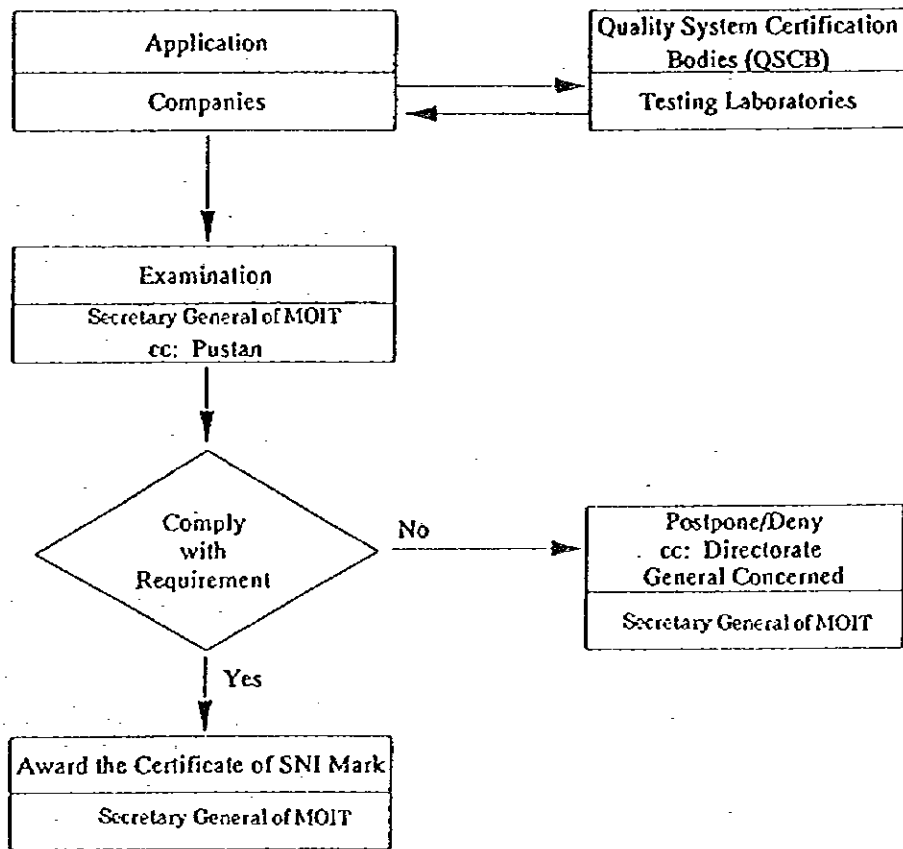 Application
Companies
Quality System Certification
Bodies (QSCB)
Testing Laboratories
Examination
Secretary General of MOIT
cc: Pustan
Comply
with
Requirement
No
Postpone/Deny
cc: Directorate
General Concerned
Secretary General of MOIT
Yes
Award the Certificate of SNI Mark
Secretary General of MOIT